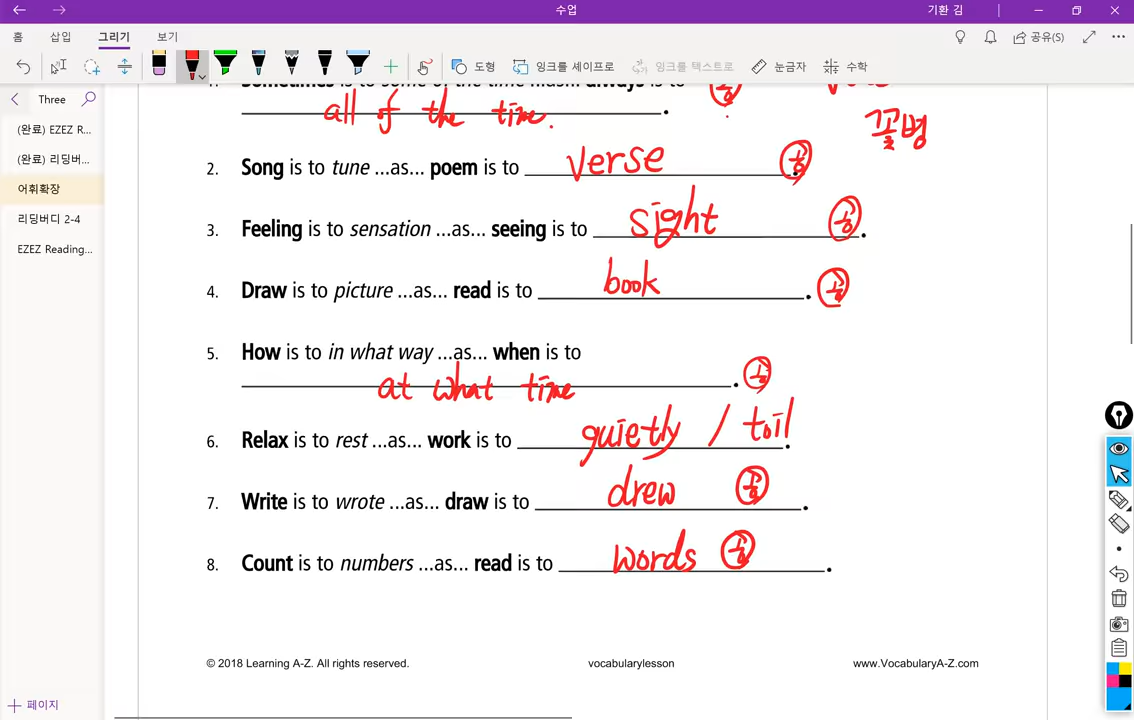 수업
기환 김
홈 삽입 그리기 보기
공유(S)
도형 잉크를 셰이프로 잉크를 텍스트로 눈금자 수학
Three
(완료) EZEZ R...
(완료) 리딩버...
어휘확장
리딩버디 2-4
EZEZ Reading...
all of the time.
꽃병
2. Song is to tune ...as... poem is to verse.
3. Feeling is to sensation ...as... seeing is to sight.
4. Draw is to picture ...as... read is to book.
5. How is to in what way ...as... when is to
at what time.
6. Relax is to rest ...as... work is to quietly / toil.
7. Write is to wrote ...as... draw is to drew.
8. Count is to numbers ...as... read is to words.
© 2018 Learning A-Z. All rights reserved. vocabularylesson www.VocabularyA-Z.com
페이지